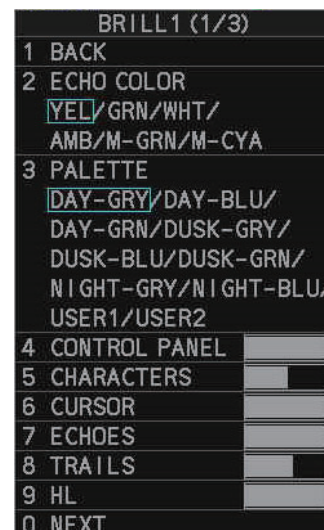 BRILL1 (1/3)
1 BACK
2 ECHO COLOR
YEL/GRN/WHT/
AMB/M-GRN/M-CYA
3 PALETTE
DAY-GRY/DAY-BLU/
DAY-GRN/DUSK-GRY/
DUSK-BLU/DUSK-GRN/
NIGHT-GRY/NIGHT-BLU/
USER1/USER2
4 CONTROL PANEL
5 CHARACTERS
6 CURSOR
7 ECHOES
8 TRAILS
9 HL
0 NEXT